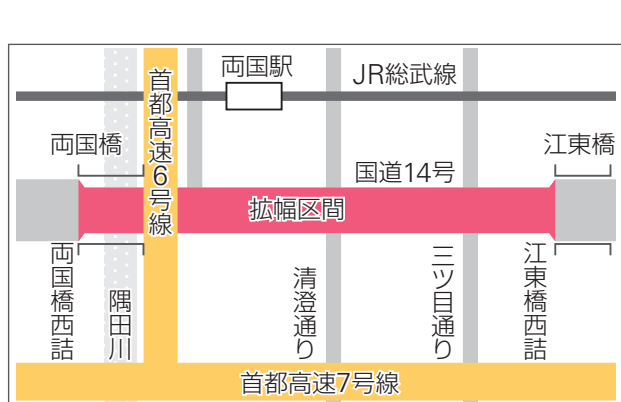 両国駅
JR総武線
首都高速6号線
両国橋
江東橋
国道14号
拡幅区間
両国橋西詰
隅田川
清澄通り
三ツ目通り
江東橋西詰
首都高速7号線